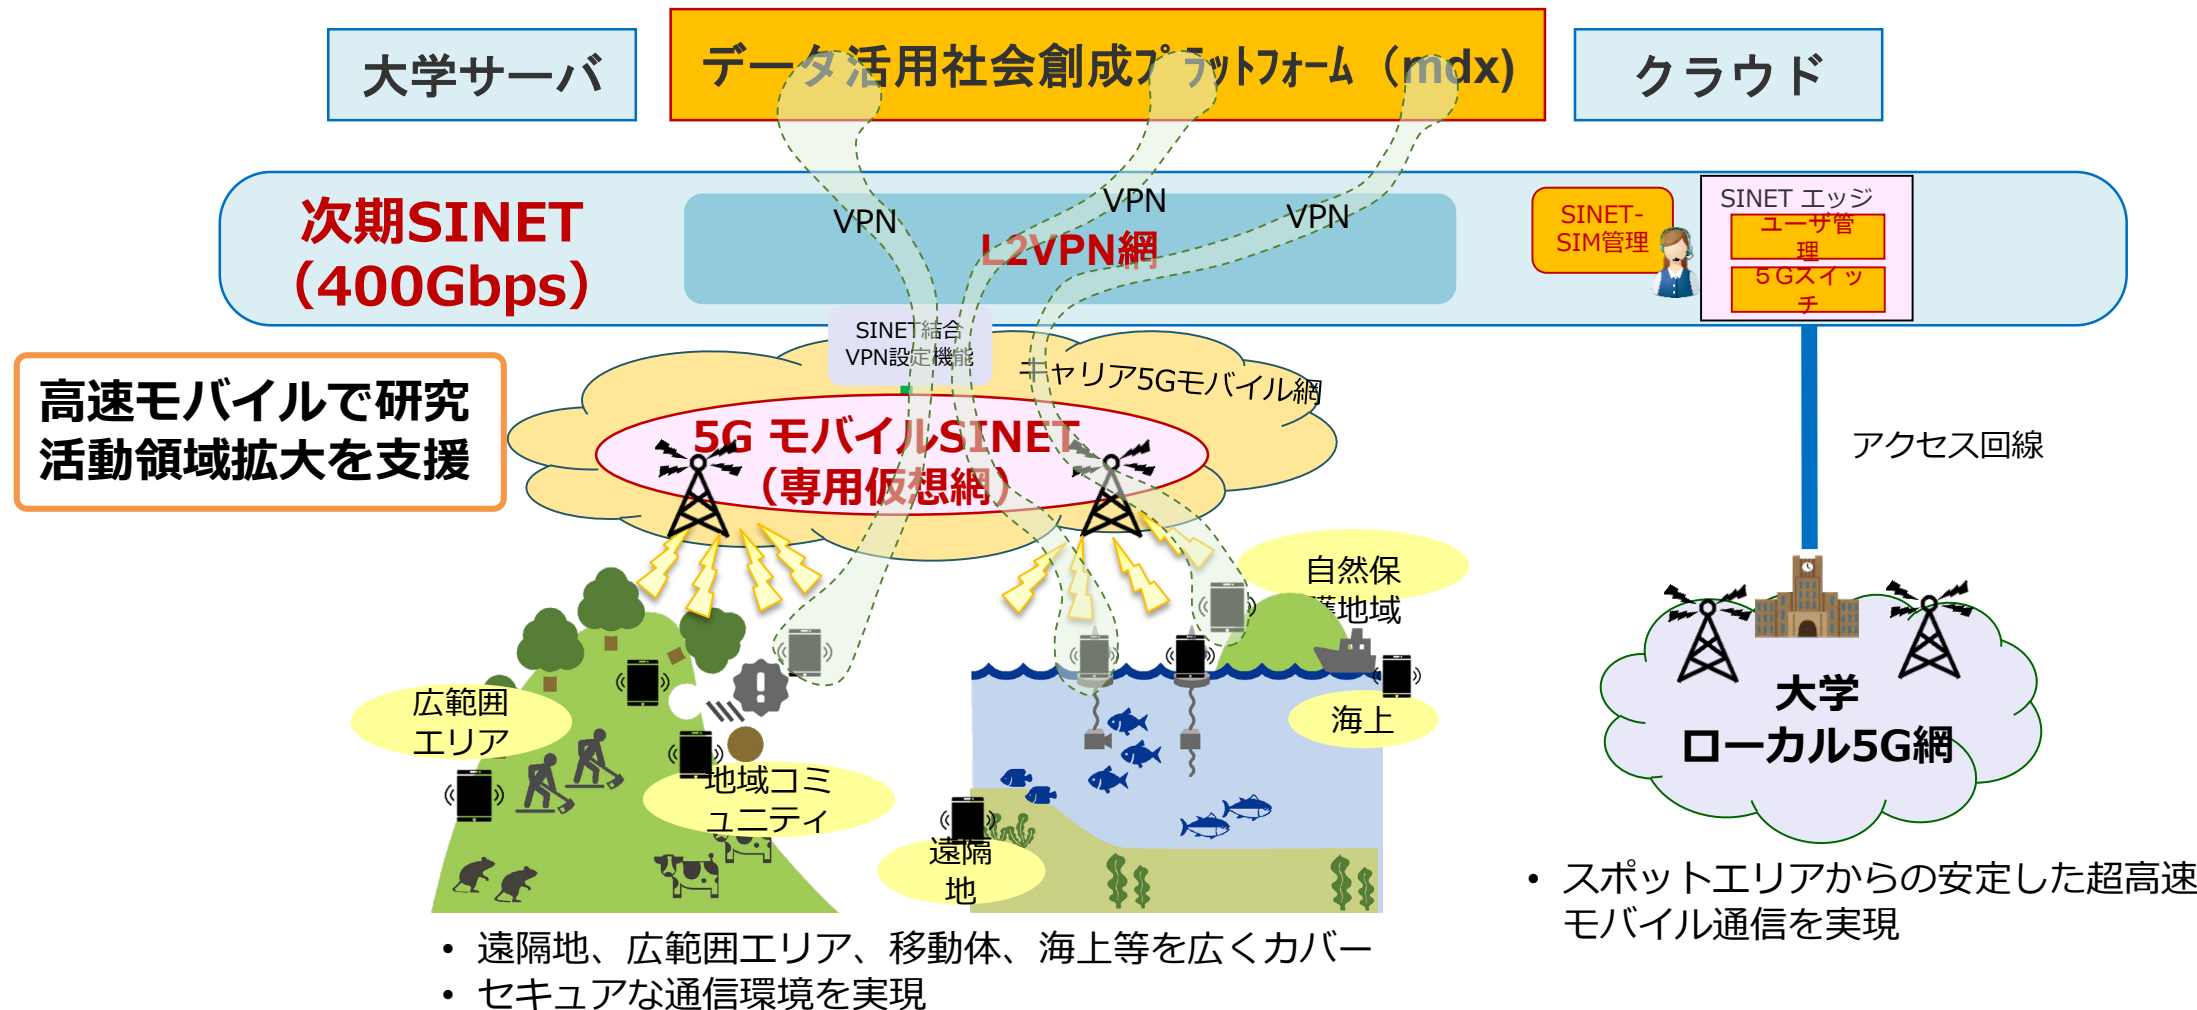 大学サーバ
データ活用社会創成ﾌﾟﾗｯﾄﾌｫｰﾑ（mdx)
クラウド
次期SINET
（400Gbps）
VPN
VPN
VPN
L2VPN網
SINET-
SIM管理
SINET エッジ
ユーザ管
理
５Gスイッ
チ
SINET結合
VPN設定機能
キャリア5Gモバイル網
高速モバイルで研究
活動領域拡大を支援
5G モバイルSINET
（専用仮想網）
アクセス回線
自然保
護地域
広範囲
エリア
海上
地域コミ
ュニティ
遠隔
地
大学
ローカル5G網
• スポットエリアからの安定した超高速
モバイル通信を実現
• 遠隔地、広範囲エリア、移動体、海上等を広くカバー
• セキュアな通信環境を実現